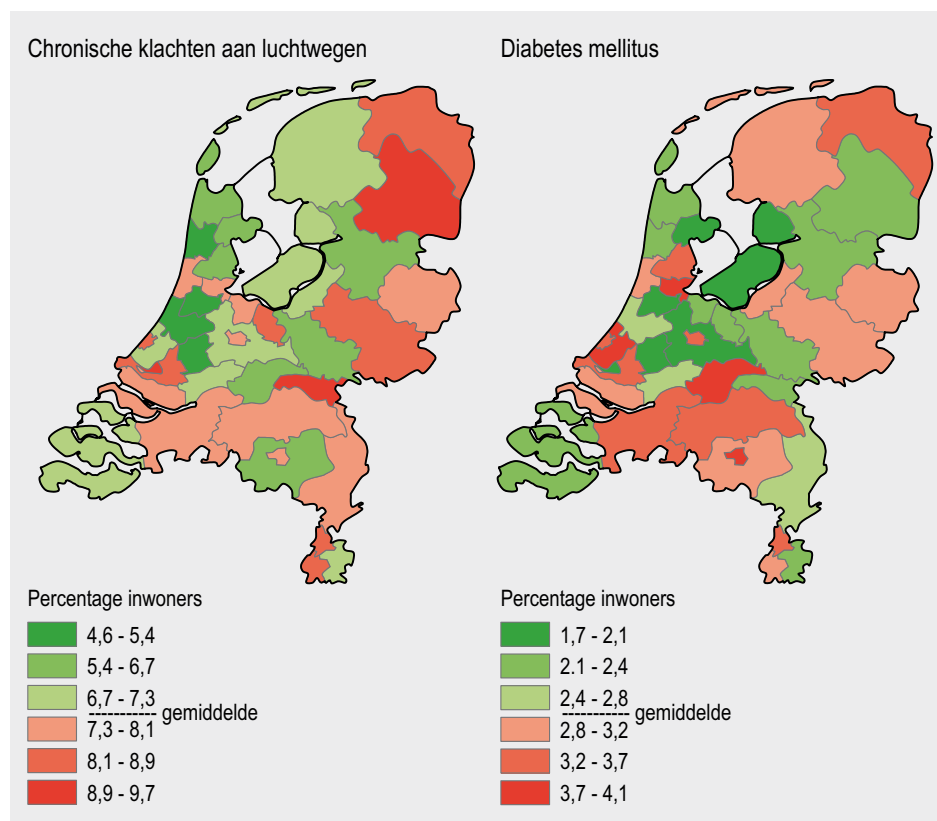 Chronische klachten aan luchtwegen
Percentage inwoners
4,6 - 5,4
5,4 - 6,7
6,7 - 7,3
---------- gemiddelde
7,3 - 8,1
8,1 - 8,9
8,9 - 9,7
Diabetes mellitus
Percentage inwoners
1,7 - 2,1
2.1 - 2,4
2,4 - 2,8
---------- gemiddelde
2,8 - 3,2
3,2 - 3,7
3,7 - 4,1